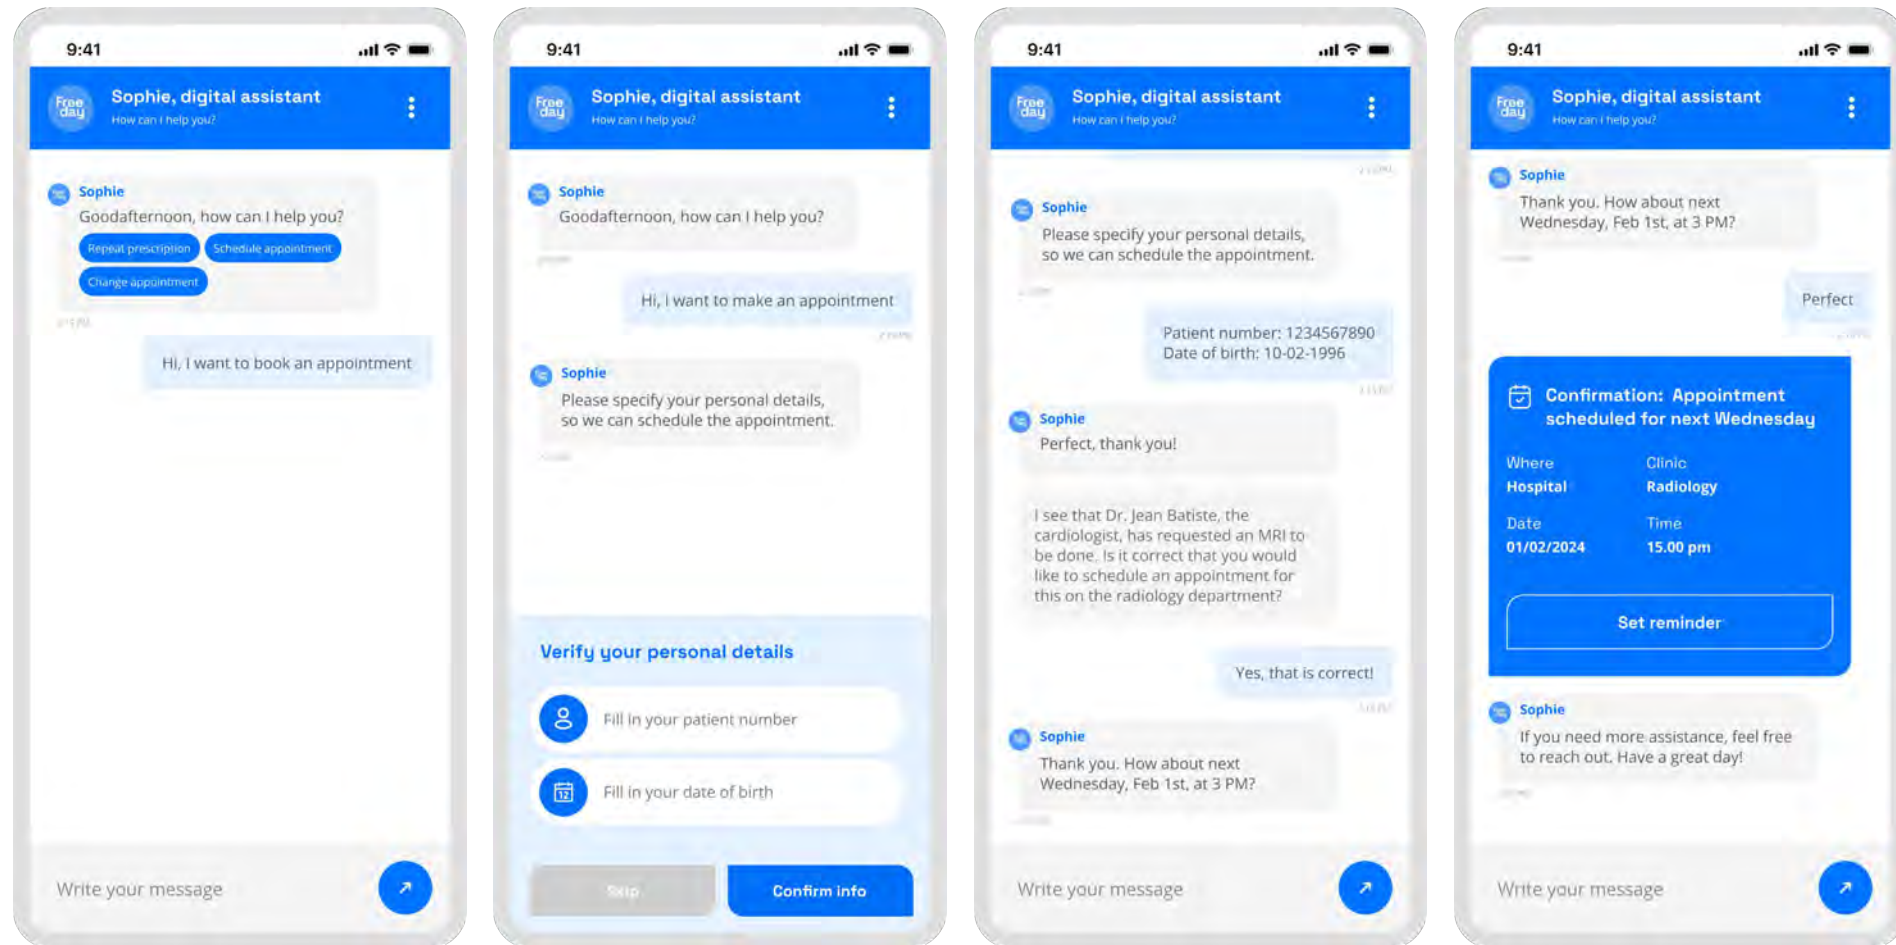 9:41
Free
day
Sophie, digital assistant
How can I help you?
Sophie
Goodafternoon, how can I help you?
Repeat prescription
Schedule appointment
Change appointment
Hi, I want to book an appointment
Write your message
9:41
Free
day
Sophie, digital assistant
How can I help you?
Sophie
Goodafternoon, how can I help you?
Hi, I want to make an appointment
Sophie
Please specify your personal details,
so we can schedule the appointment.
Verify your personal details
Fill in your patient number
12
Fill in your date of birth
Skip
Confirm info
9:41
Free
day
Sophie, digital assistant
How can I help you?
Sophie
Please specify your personal details,
so we can schedule the appointment.
Patient number: 1234567890
Date of birth: 10-02-1996
Sophie
Perfect, thank you!
I see that Dr. Jean Batiste, the
cardiologist, has requested an MRI to
be done. Is it correct that you would
like to schedule an appointment for
this on the radiology department?
Yes, that is correct!
Sophie
Thank you. How about next
Wednesday, Feb 1st, at 3 PM?
Write your message
9:41
Free
day
Sophie, digital assistant
How can I help you?
Sophie
Thank you. How about next
Wednesday, Feb 1st, at 3 PM?
Perfect
Confirmation: Appointment
scheduled for next Wednesday
Where
Clinic
Hospital
Radiology
Date
Time
01/02/2024
15.00 pm
Set reminder
Sophie
If you need more assistance, feel free
to reach out. Have a great day!
Write your message